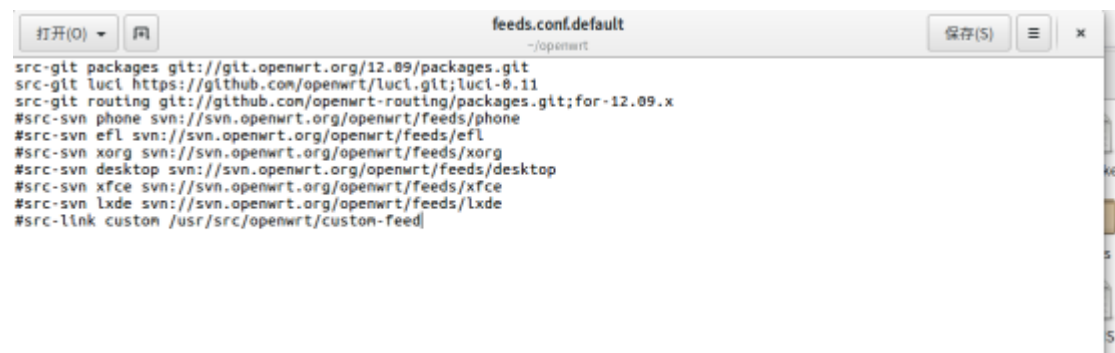 打开(O)
feeds.conf.default
~/openwrt
保存(S)
src-git packages git://git.openwrt.org/12.09/packages.git
src-git luci https://github.com/openwrt/luci.git;luci-0.11
src-git routing git://github.com/openwrt-routing/packages.git;for-12.09.x
#src-svn phone svn://svn.openwrt.org/openwrt/feeds/phone
#src-svn efl svn://svn.openwrt.org/openwrt/feeds/efl
#src-svn xorg svn://svn.openwrt.org/openwrt/feeds/xorg
#src-svn desktop svn://svn.openwrt.org/openwrt/feeds/desktop
#src-svn xfce svn://svn.openwrt.org/openwrt/feeds/xfce
#src-svn lxde svn://svn.openwrt.org/openwrt/feeds/lxde
#src-link custom /usr/src/openwrt/custom-feed